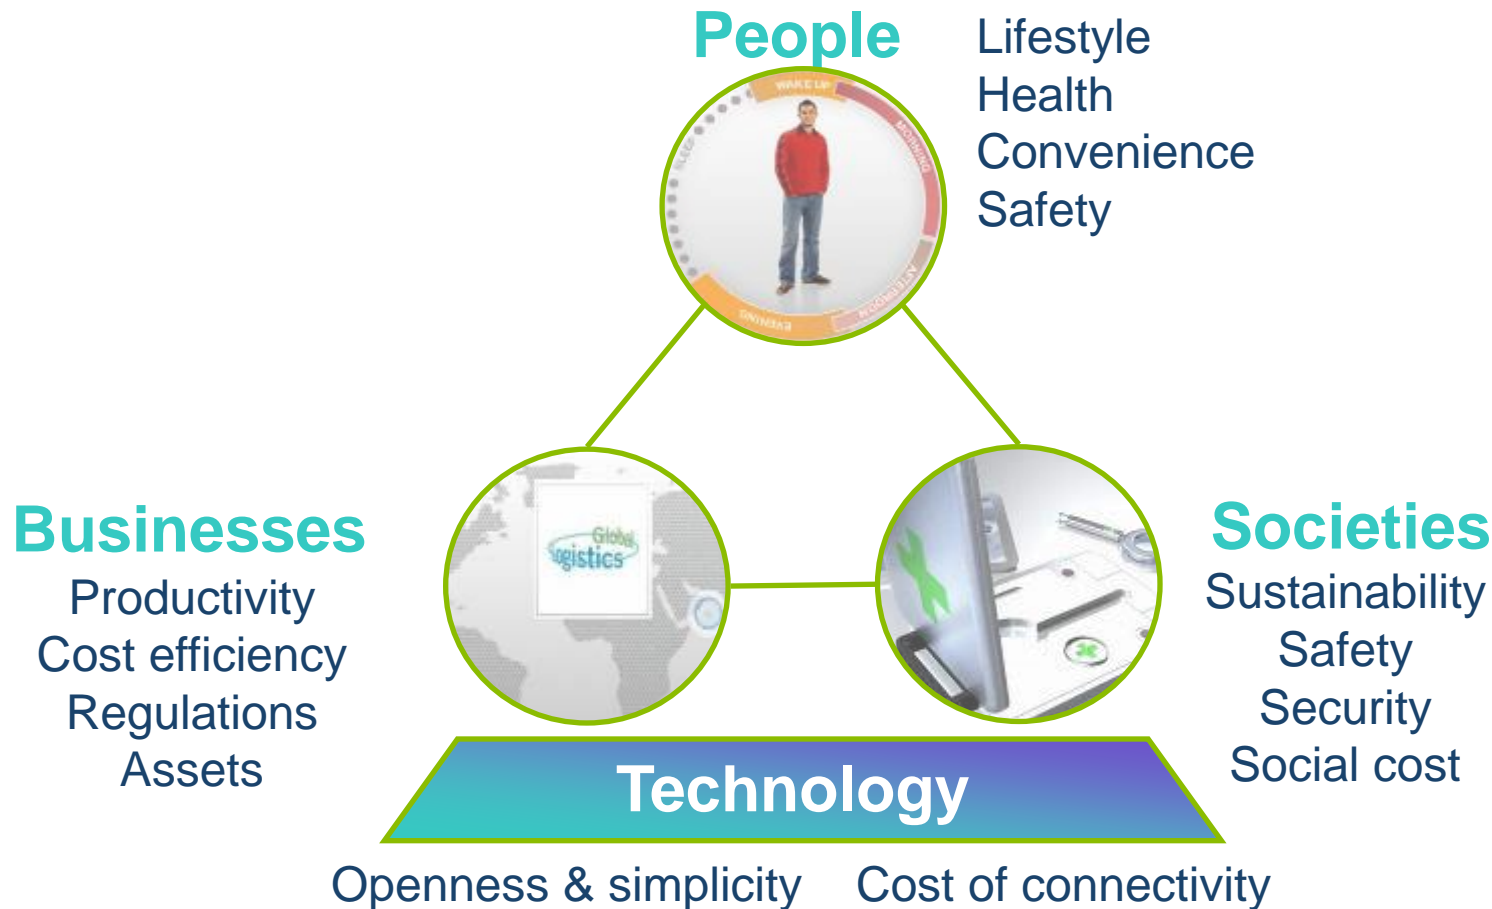 People
Lifestyle
Health
Convenience
Safety
WAKE UP
MORNING
AFTERNOON
EVENING
SLEEP
Businesses
Productivity
Cost efficiency
Regulations
Assets
Global
Logistics
Societies
Sustainability
Safety
Security
Social cost
Technology
Openness & simplicity
Cost of connectivity